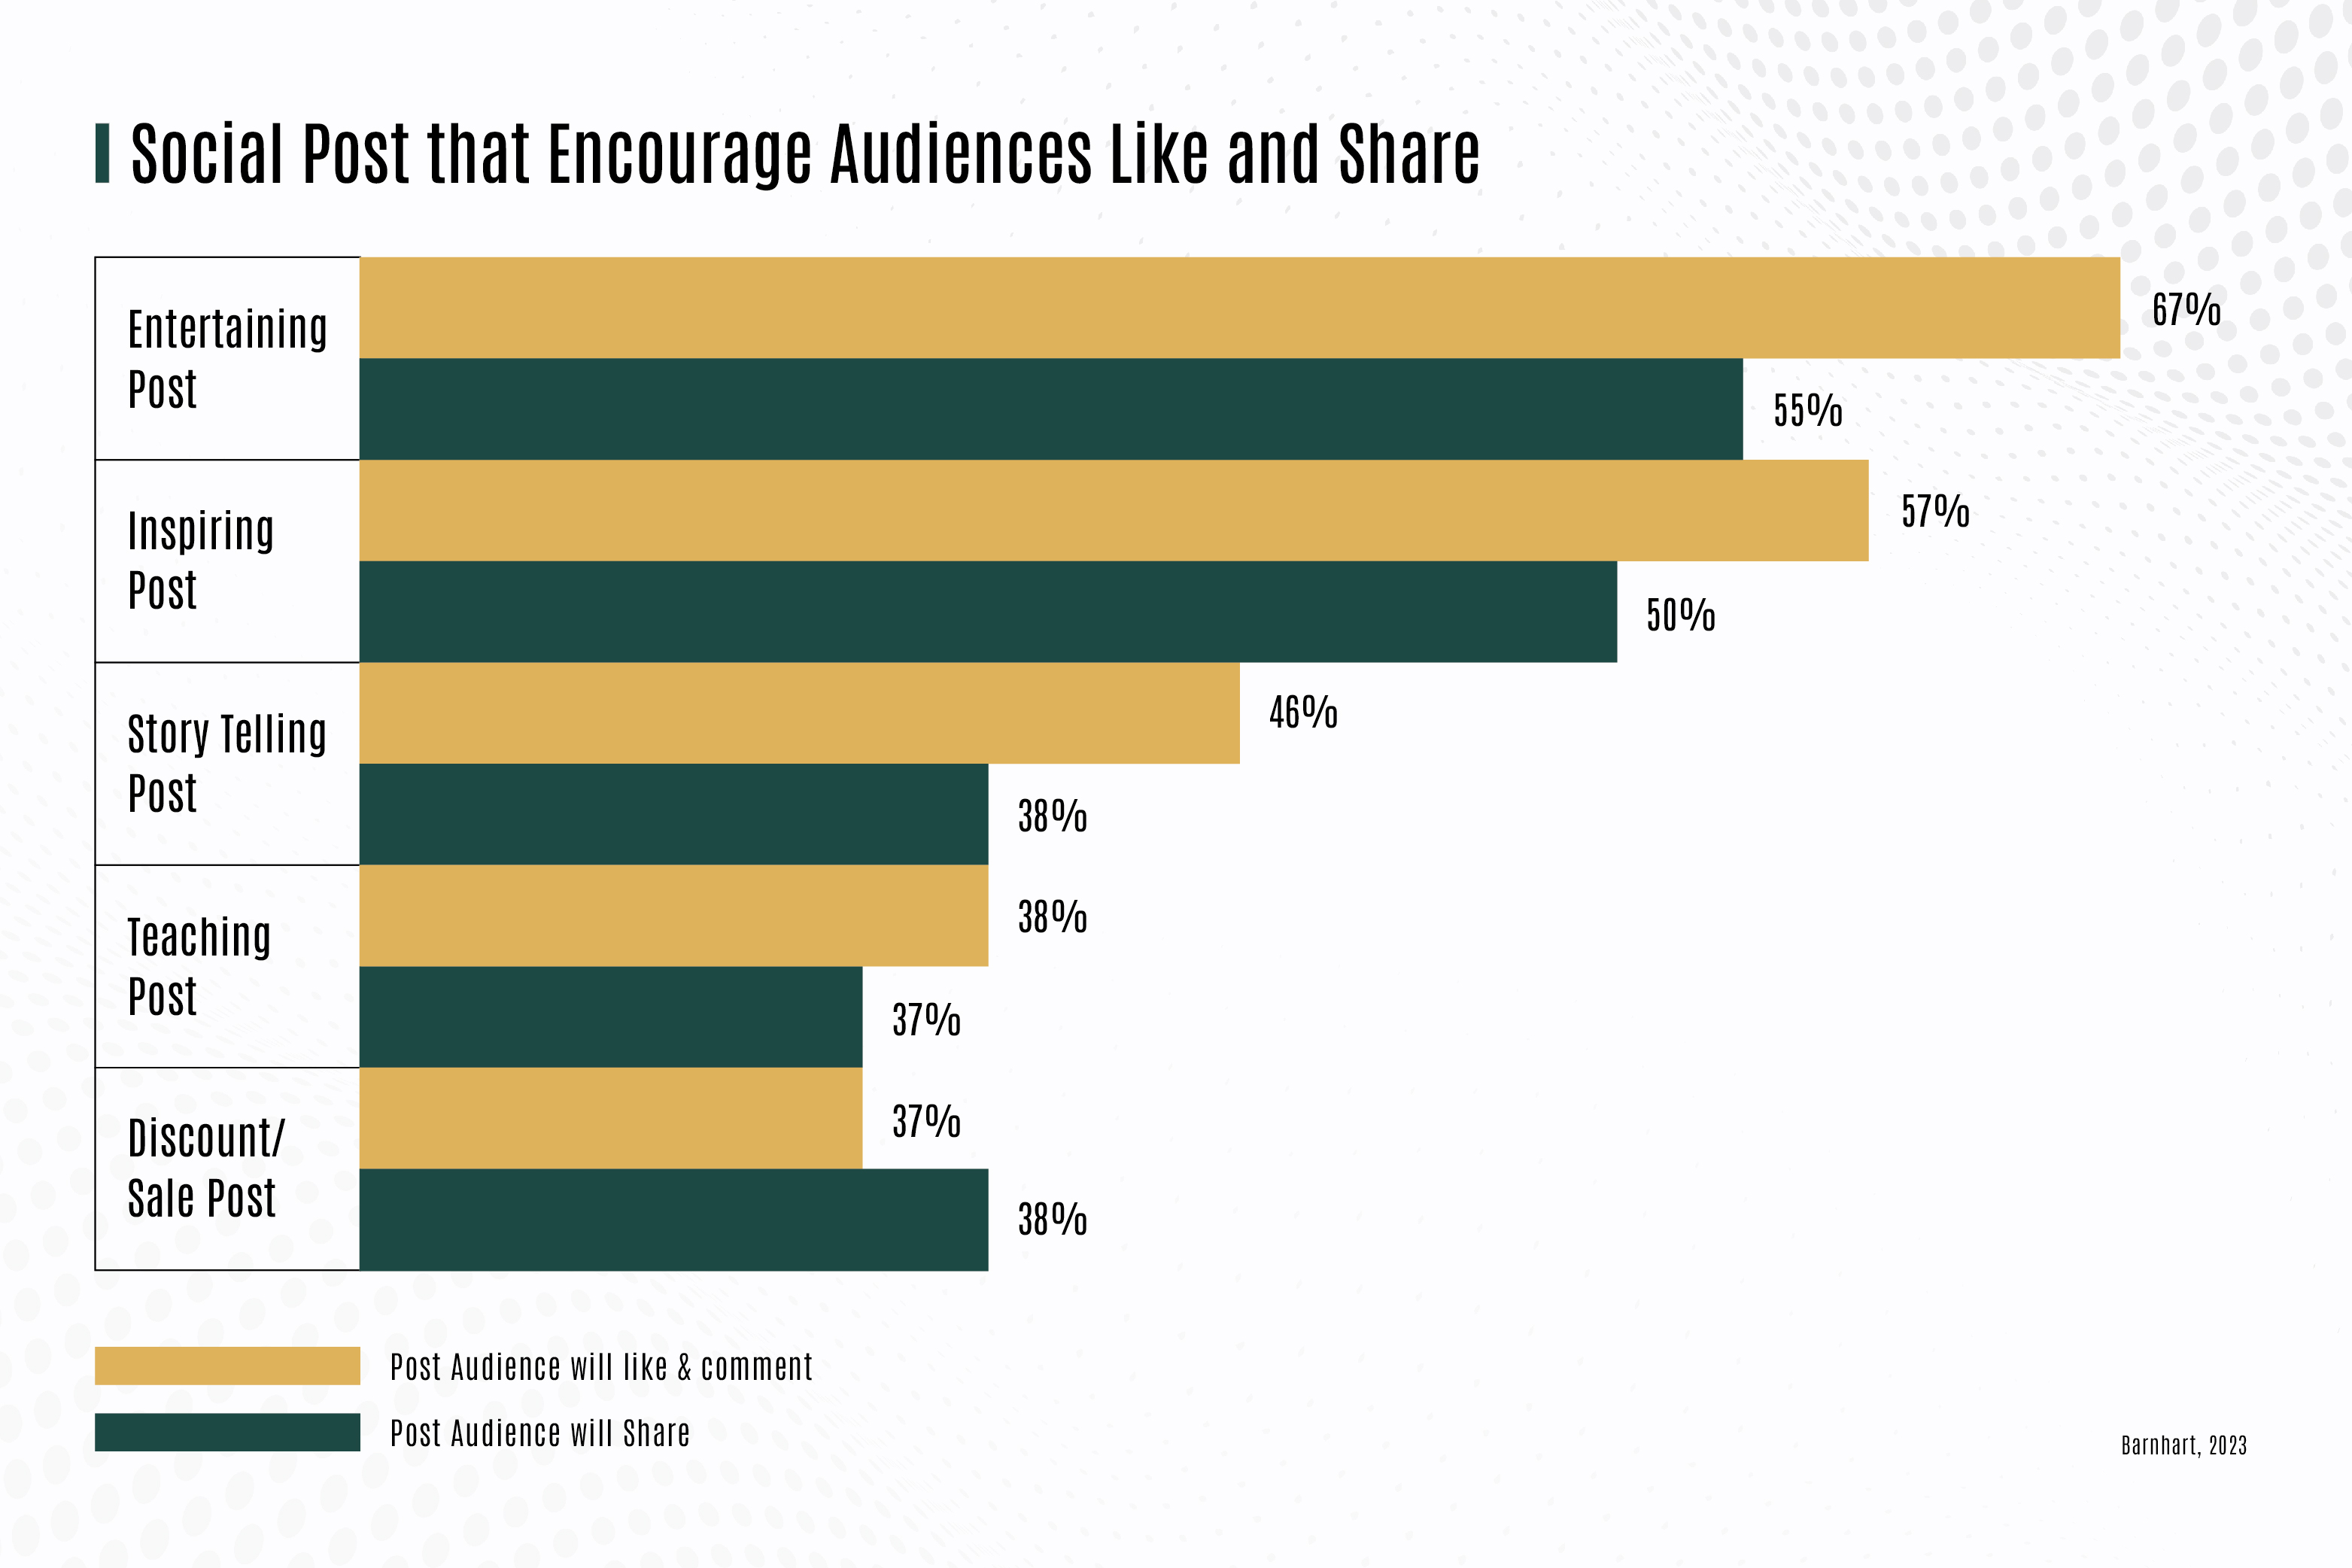 Social Post that Encourage Audiences Like and Share
Entertaining
Post
67%
55%
Inspiring
Post
57%
50%
Story Telling
Post
46%
38%
Teaching
Post
38%
37%
Discount/
Sale Post
37%
38%
Post Audience will like & comment
Post Audience will Share
Barnhart, 2023